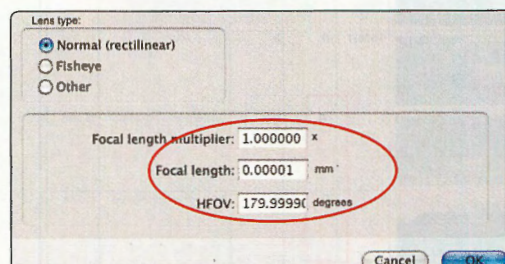 Lens type:
Normal (rectilinear)
Fisheye
Other
Focal length multiplier: 1.000000 x
Focal length: 0.00001 mm
HFOV: 179.9999( degrees
Cancel OK